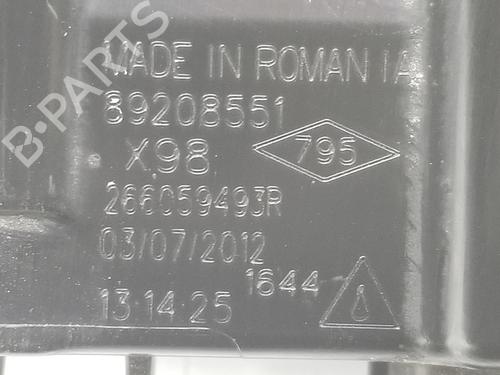 B-PARTS
MADE IN ROMANIA
89208551
X98 795
266059493R
03/07/2012
1644
13:14:25